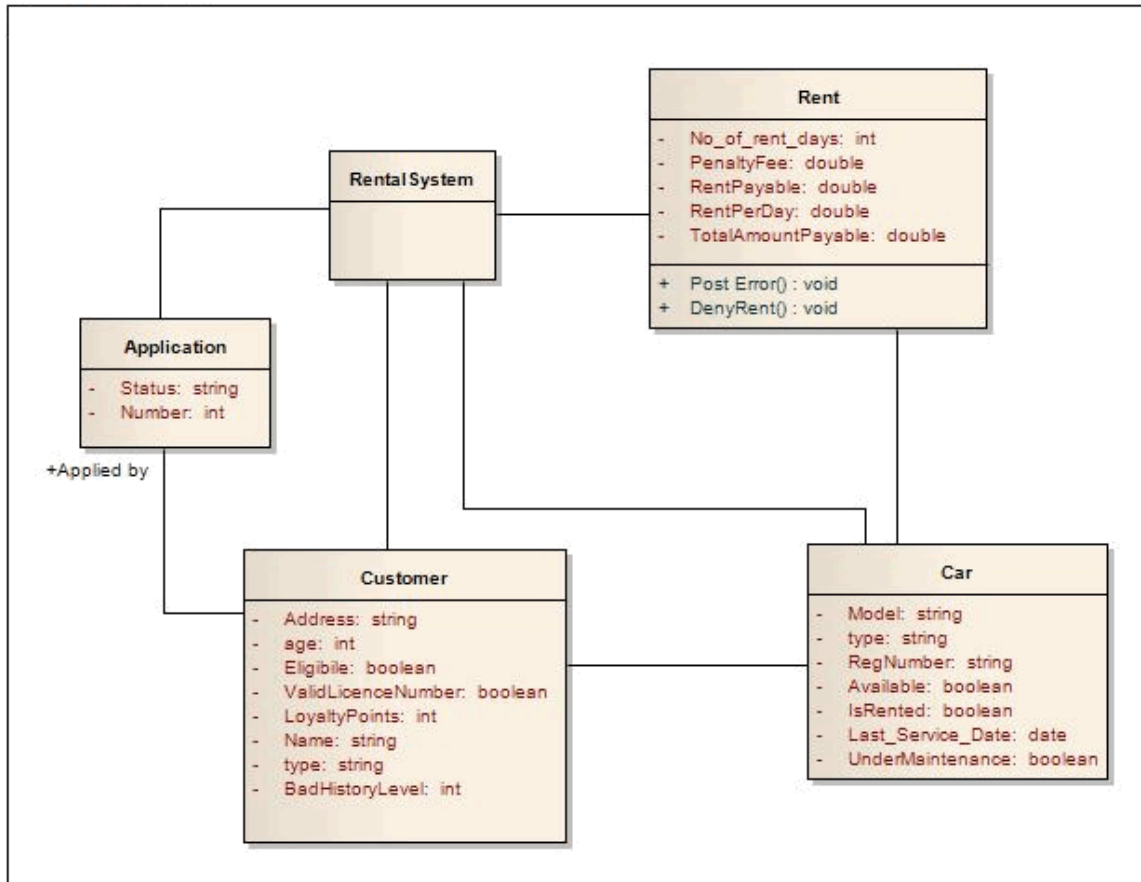 Rent
- No_of_rent_days: int
- PenaltyFee: double
- RentPayable: double
- RentPerDay: double
- TotalAmountPayable: double
+ Post Error() : void
+ DenyRent() : void
RentalSystem
Application
- Status: string
- Number: int
+Applied by
Customer
- Address: string
- age: int
- Eligibile: boolean
- ValidLicenceNumber: boolean
- LoyaltyPoints: int
- Name: string
- type: string
- BadHistoryLevel: int
Car
- Model: string
- type: string
- RegNumber: string
- Available: boolean
- IsRented: boolean
- Last_Service_Date: date
- UnderMaintenance: boolean